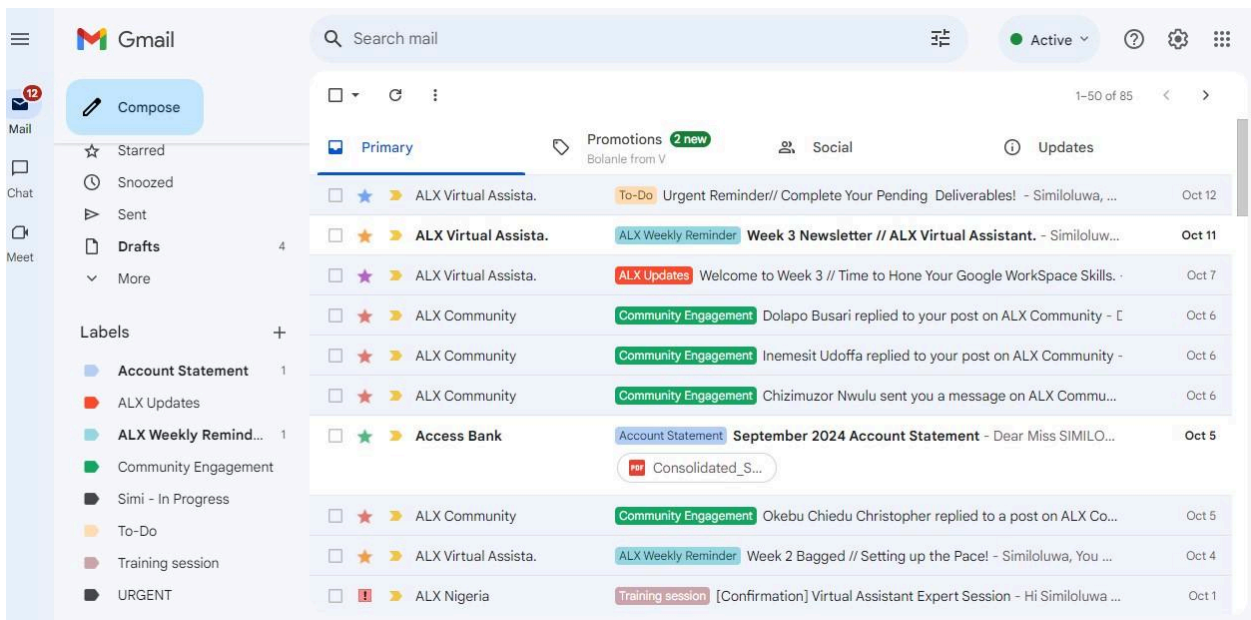 Gmail
Search mail
Active
12
Mail
Chat
Meet
Compose
Starred
Snoozed
Sent
Drafts 4
More
Labels +
Account Statement 1
ALX Updates
ALX Weekly Remind... 1
Community Engagement
Simi - In Progress
To-Do
Training session
URGENT
1–50 of 85
Primary
Promotions 2 new
Bolanle from V
Social
Updates
ALX Virtual Assista. To-Do Urgent Reminder// Complete Your Pending Deliverables! - Similoluwa, ... Oct 12
ALX Virtual Assista. ALX Weekly Reminder Week 3 Newsletter // ALX Virtual Assistant. - Similoluw... Oct 11
ALX Virtual Assista. ALX Updates Welcome to Week 3 // Time to Hone Your Google WorkSpace Skills. - Oct 7
ALX Community Community Engagement Dolapo Busari replied to your post on ALX Community - Oct 6
ALX Community Community Engagement Inemesit Udoffa replied to your post on ALX Community - Oct 6
ALX Community Community Engagement Chizimuzor Nwulu sent you a message on ALX Commu... Oct 6
Access Bank Account Statement September 2024 Account Statement - Dear Miss SIMILO... Oct 5
PDF Consolidated_S...
ALX Community Community Engagement Okebu Chiedu Christopher replied to a post on ALX Co... Oct 5
ALX Virtual Assista. ALX Weekly Reminder Week 2 Bagged // Setting up the Pace! - Similoluwa, You ... Oct 4
ALX Nigeria Training session [Confirmation] Virtual Assistant Expert Session - Hi Similoluwa ... Oct 1